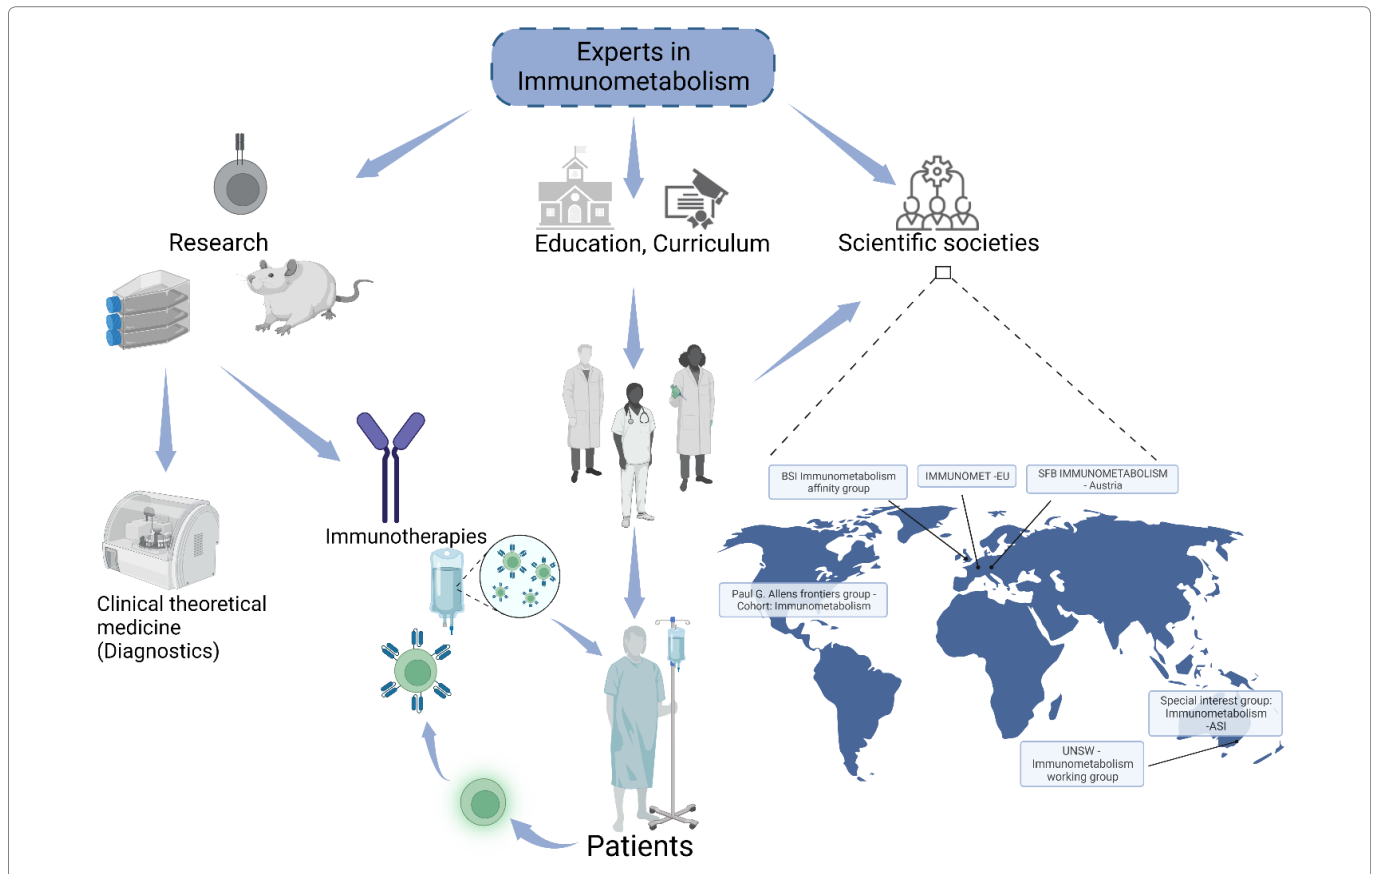 Experts in
Immunometabolism
Research
Education, Curriculum
Scientific societies
BSI Immunometabolism
affinity group
IMMUNOMET -EU
SFB IMMUNOMETABOLISM
- Austria
Immunotherapies
Paul G. Allens frontiers group -
Cohort: Immunometabolism
Clinical theoretical
medicine
(Diagnostics)
Special interest group:
Immunometabolism
-ASI
UNSW -
Immunometabolism
working group
Patients